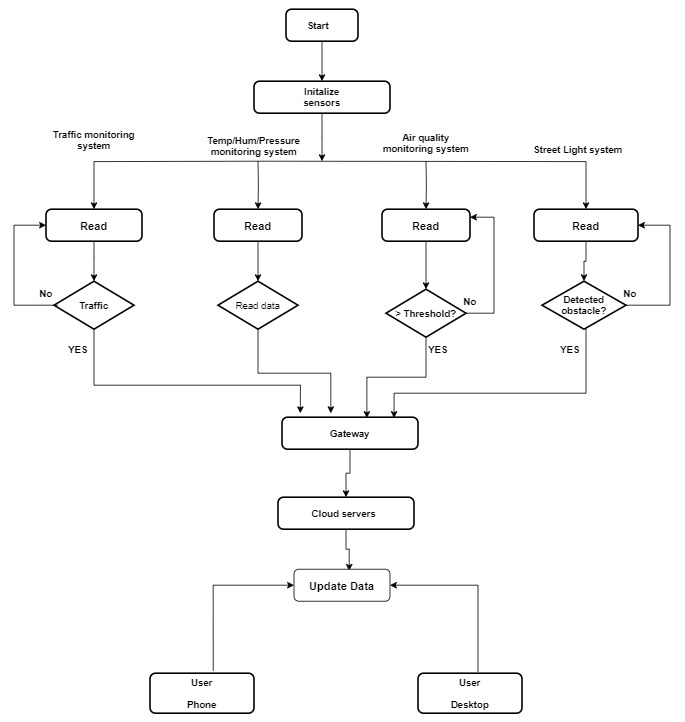 Start
Initalize
sensors
Traffic monitoring
system
Temp/Hum/Pressure
monitoring system
Air quality
monitoring system
Street Light system
Read
Read
Read
Read
No
Traffic
YES
Read data
> Threshold?
No
YES
Detected
obstacle?
No
YES
Gateway
Cloud servers
Update Data
User
Phone
User
Desktop